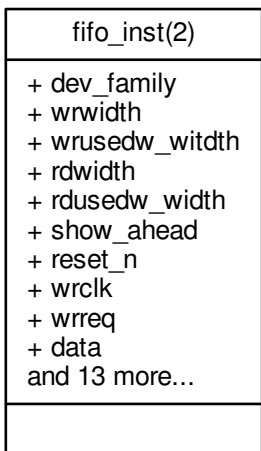 fifo_inst(2)
+ dev_family
+ wrwidth
+ wrusedw_witdth
+ rdwidth
+ rdusedw_width
+ show_ahead
+ reset_n
+ wrclk
+ wrreq
+ data
and 13 more...